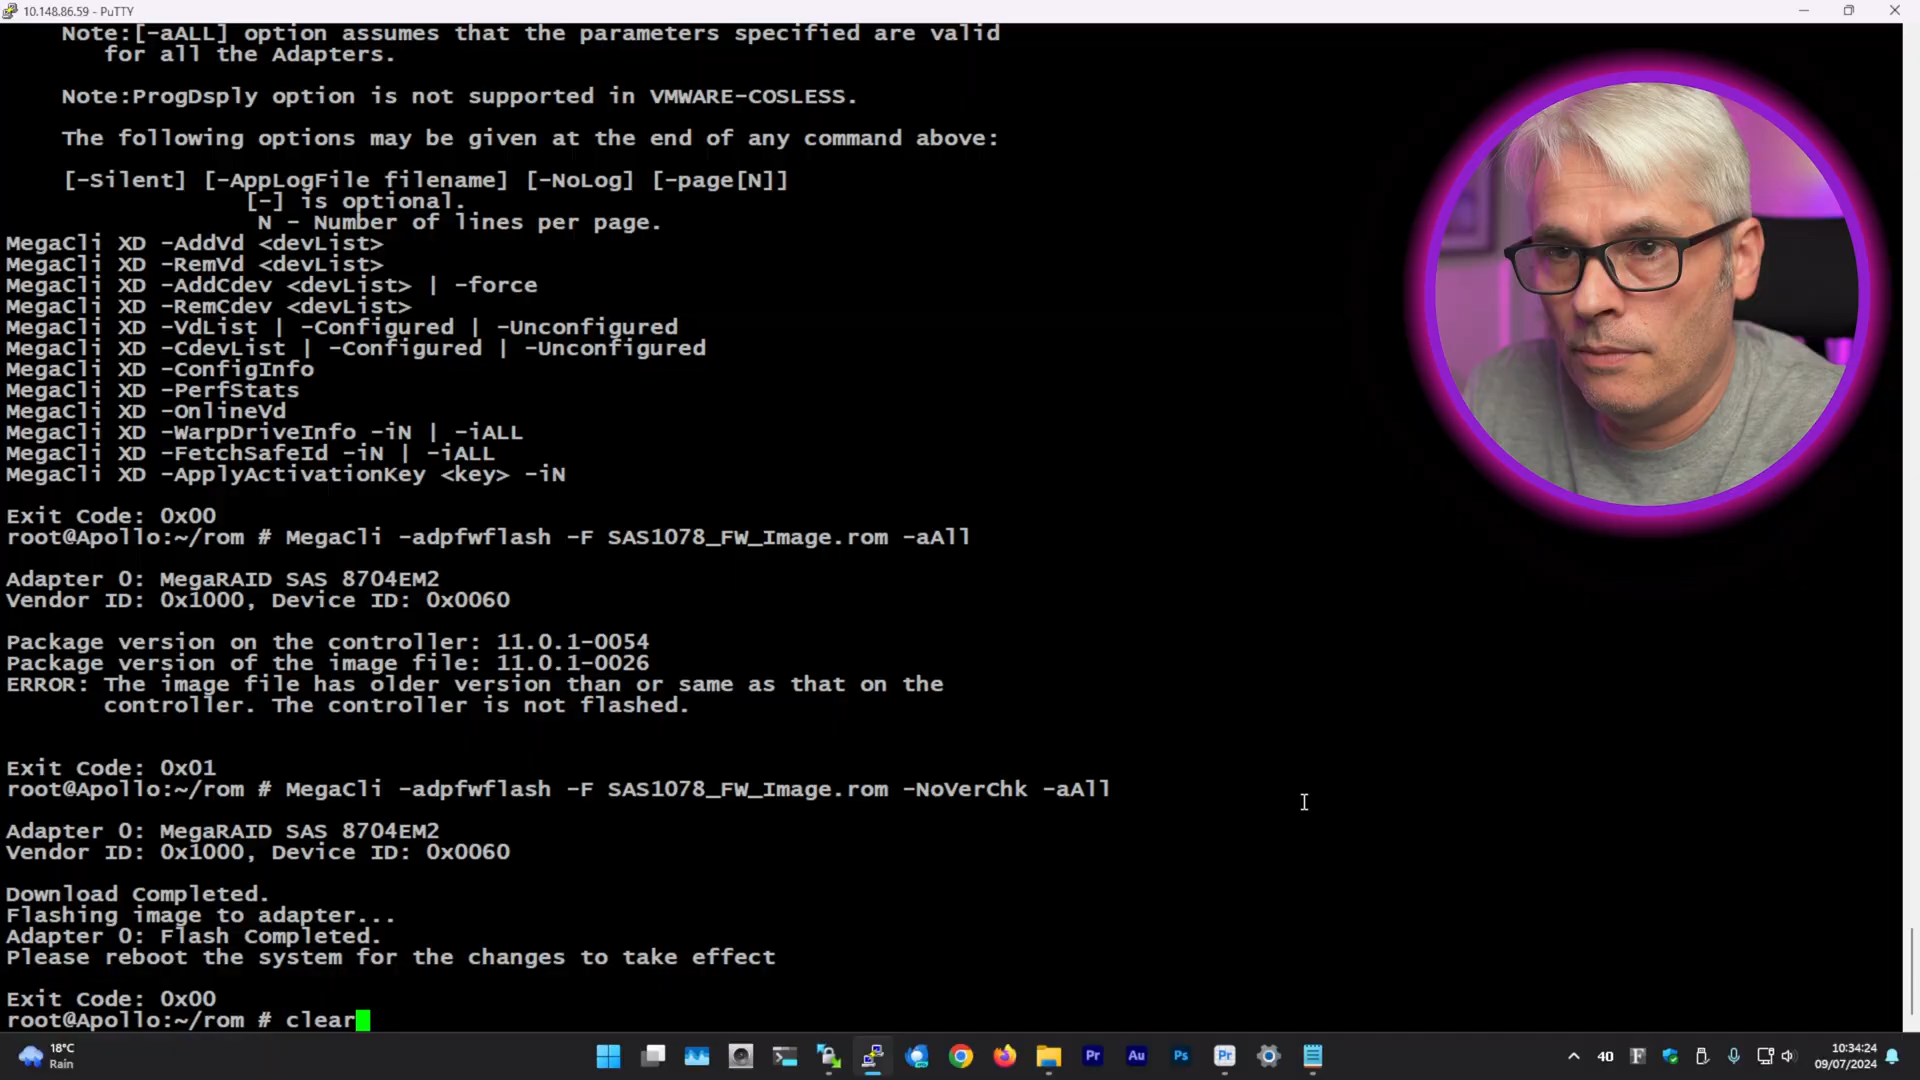 10.148.86.59 - PuTTY
Note:[-aALL] option assumes that the parameters specified are valid
for all the Adapters.
Note:ProgDsply option is not supported in VMWARE-COSLESS.
The following options may be given at the end of any command above:
[-Silent] [-AppLogFile filename] [-NoLog] [-page[N]]
[-] is optional.
N - Number of lines per page.
MegaCli XD -AddVd <devList>
MegaCli XD -RemVd <devList>
MegaCli XD -AddCdev <devList> | -force
MegaCli XD -RemCdev <devList>
MegaCli XD -VdList | -Configured | -Unconfigured
MegaCli XD -CdevList | -Configured | -Unconfigured
MegaCli XD -ConfigInfo
MegaCli XD -PerfStats
MegaCli XD -OnlineVd
MegaCli XD -WarpDriveInfo -iN | -iALL
MegaCli XD -FetchSafeId -iN | -iALL
MegaCli XD -ApplyActivationKey <key> -iN
Exit Code: 0x00
root@Apollo:~/rom # MegaCli -adpfwflash -F SAS1078_FW_Image.rom -aAll
Adapter 0: MegaRAID SAS 8704EM2
Vendor ID: 0x1000, Device ID: 0x0060
Package version on the controller: 11.0.1-0054
Package version of the image file: 11.0.1-0026
ERROR: The image file has older version than or same as that on the
controller. The controller is not flashed.
Exit Code: 0x01
root@Apollo:~/rom # MegaCli -adpfwflash -F SAS1078_FW_Image.rom -NoVerChk -aAll
Adapter 0: MegaRAID SAS 8704EM2
Vendor ID: 0x1000, Device ID: 0x0060
Download Completed.
Flashing image to adapter...
Adapter 0: Flash Completed.
Please reboot the system for the changes to take effect
Exit Code: 0x00
root@Apollo:~/rom # clear
18°C
Rain
Pr
Au
Ps
Pr
40
F
10:34:24
09/07/2024